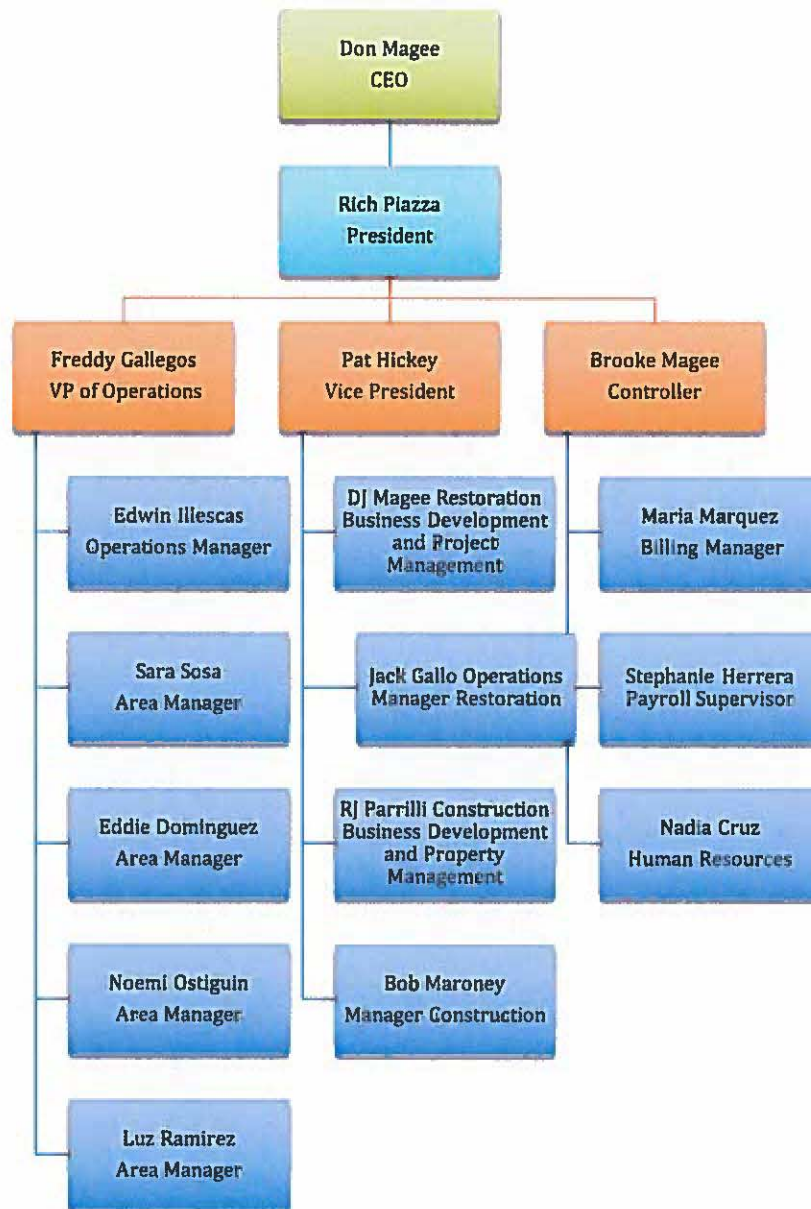 Don Magee
CEO
Rich Piazza
President
Freddy Gallegos
VP of Operations
Pat Hickey
Vice President
Brooke Magee
Controller
Edwin Illescas
Operations Manager
Sara Sosa
Area Manager
Eddie Dominguez
Area Manager
Noemi Ostiguin
Area Manager
Luz Ramirez
Area Manager
DJ Magee Restoration
Business Development
and Project
Management
Jack Gallo Operations
Manager Restoration
RJ Parrilli Construction
Business Development
and Property
Management
Bob Maroney
Manager Construction
Maria Marquez
Billing Manager
Stephanie Herrera
Payroll Supervisor
Nadia Cruz
Human Resources